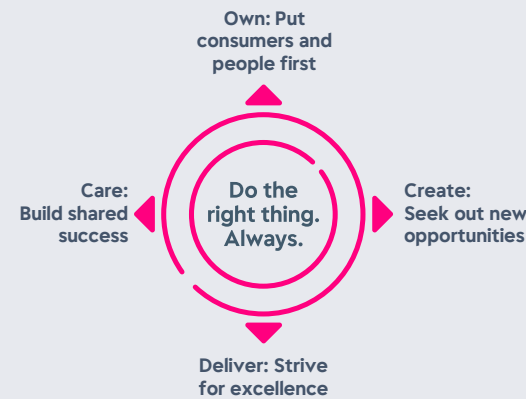 Own: Put
consumers and
people first
Care:
Build shared
success
Do the
right thing.
Always.
Create:
Seek out new
opportunities
Deliver: Strive
for excellence